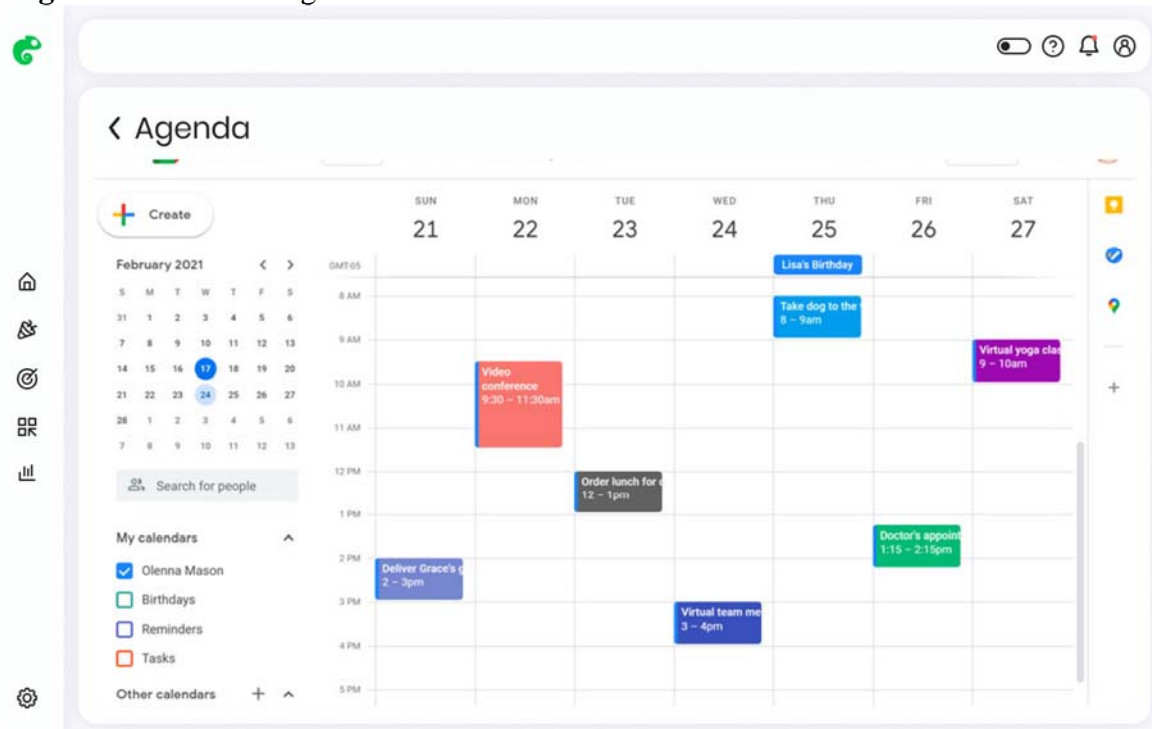 Agenda
Create
SUN MON TUE WED THU FRI SAT
21 22 23 24 25 26 27
February 2021
GMT-05
Lisa's Birthday
S M T W T F S
31 1 2 3 4 5 6
7 8 9 10 11 12 13
14 15 16 17 18 19 20
21 22 23 24 25 26 27
28 1 2 3 4 5 6
7 8 9 10 11 12 13
8 AM
Take dog to the
8 – 9am
9 AM
Virtual yoga clas
9 – 10am
Video
conference
9:30 – 11:30am
10 AM
11 AM
12 PM
Order lunch for
12 – 1pm
Search for people
1 PM
Doctor's appoint
1:15 – 2:15pm
My calendars
2 PM
Deliver Grace's g
2 – 3pm
Olenna Mason
Birthdays
3 PM
Virtual team me
3 – 4pm
Reminders
4 PM
Tasks
Other calendars
5 PM